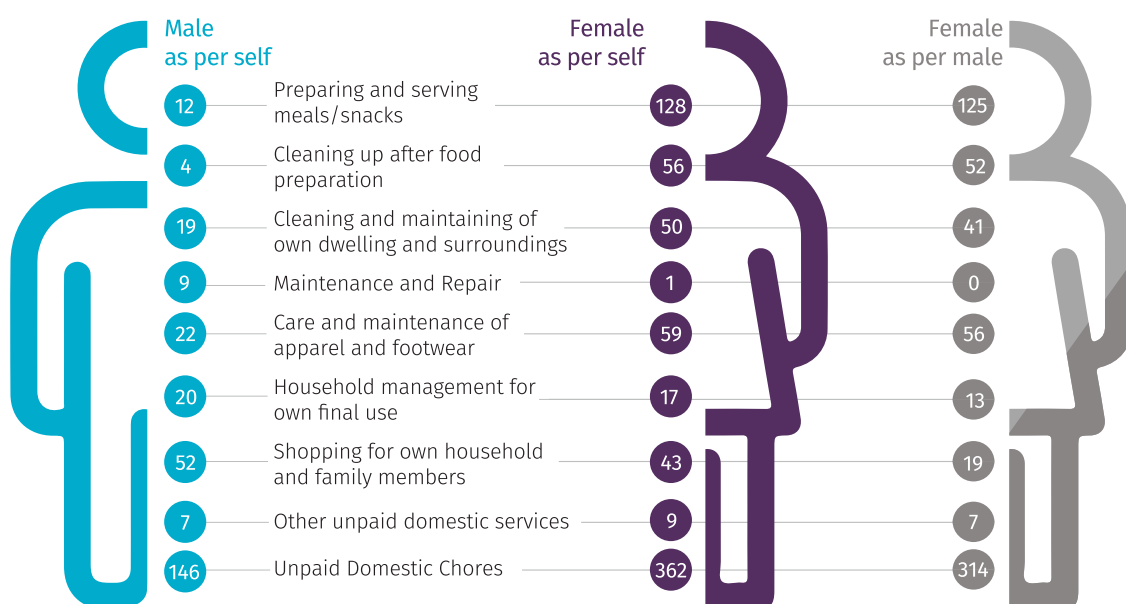 Male
as per self
Female
as per self
Female
as per male
12
Preparing and serving
meals/snacks
128
125
4
Cleaning up after food
preparation
56
52
19
Cleaning and maintaining of
own dwelling and surroundings
50
41
9
Maintenance and Repair
1
0
22
Care and maintenance of
apparel and footwear
59
56
20
Household management for
own final use
17
13
52
Shopping for own household
and family members
43
19
7
Other unpaid domestic services
9
7
146
Unpaid Domestic Chores
362
314